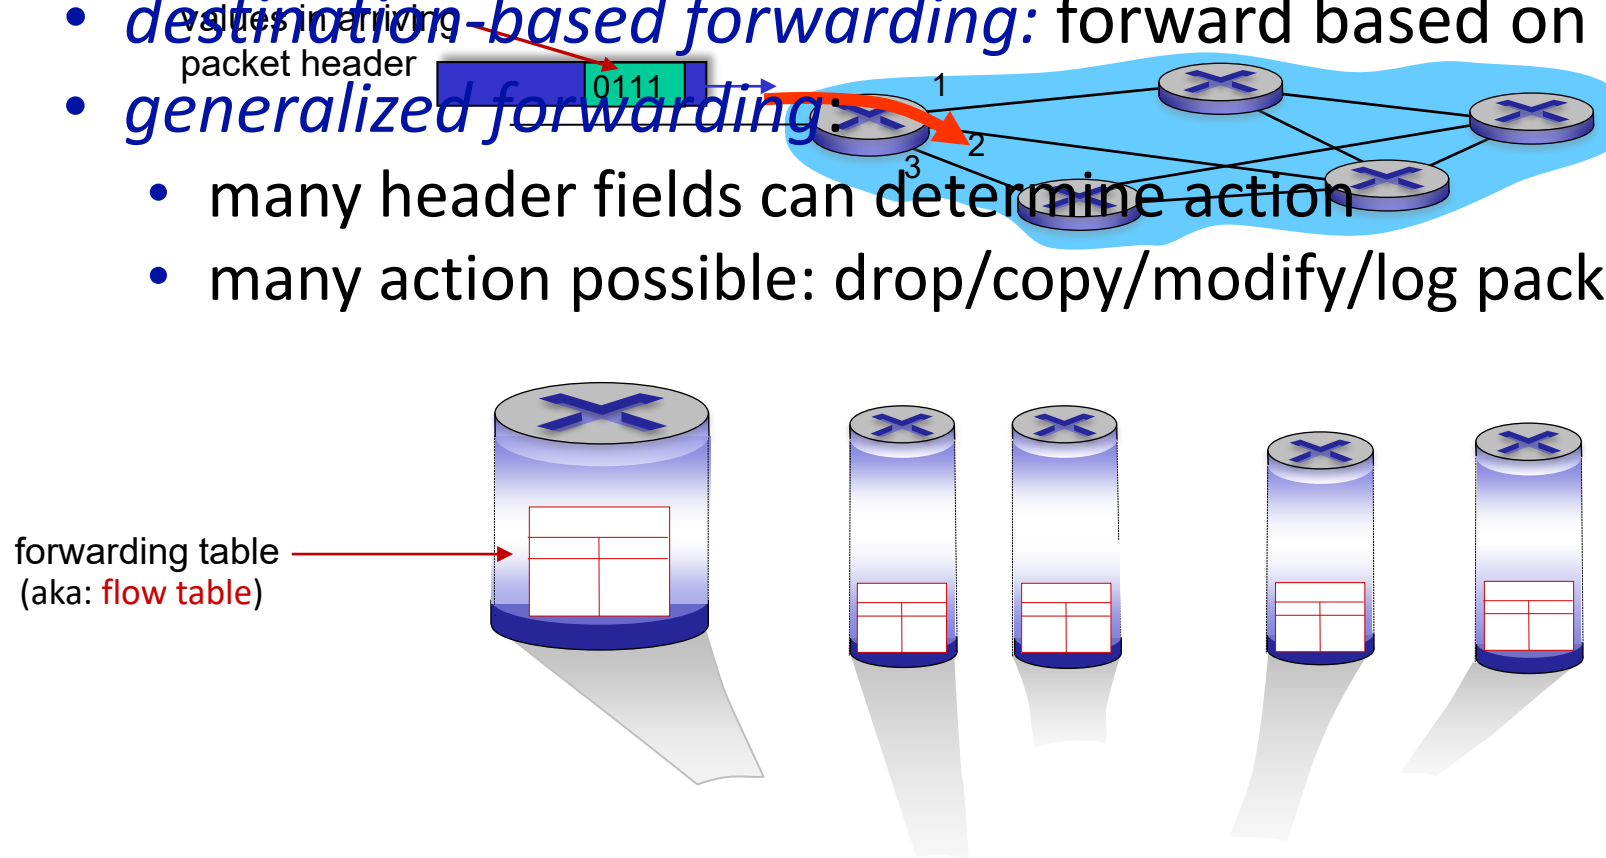 • destination-based forwarding: forward based on
values in arriving
packet header
0111
1
• generalized forwarding:
2
3
• many header fields can determine action
• many action possible: drop/copy/modify/log pack
forwarding table
(aka: flow table)